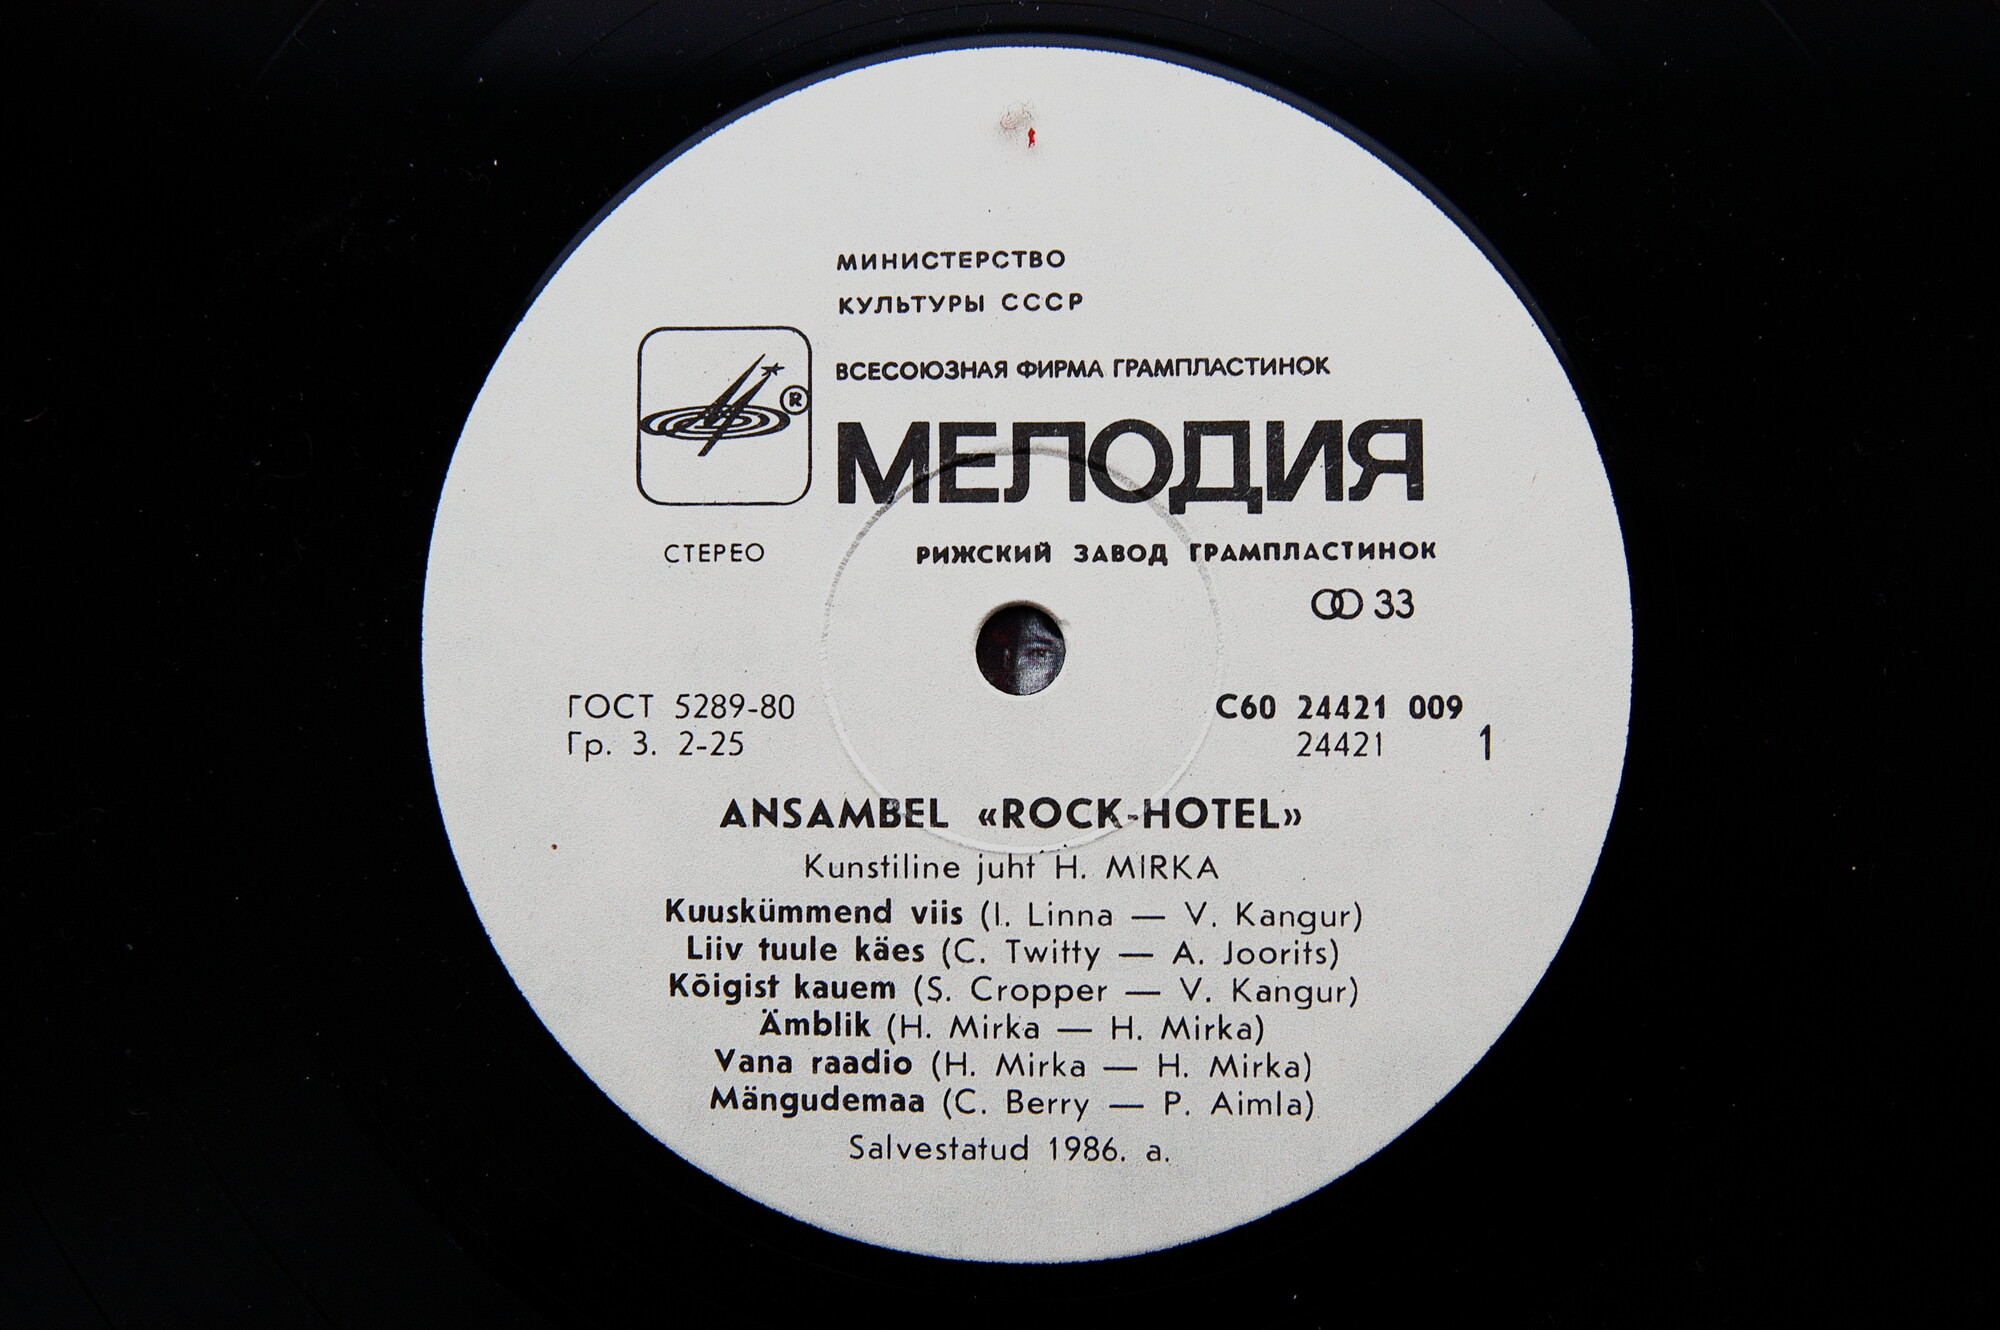 МИНИСТЕРСТВО
КУЛЬТУРЫ СССР
ВСЕСОЮЗНАЯ ФИРМА ГРАМПЛАСТИНОК
®
МЕЛОДИЯ
СТЕРЕО
РИЖСКИЙ ЗАВОД ГРАМПЛАСТИНОК
33
ГОСТ 5289-80
Гр. 3. 2-25
С60 24421 009
24421 1
ANSAMBEL «ROCK-HOTEL»
Kunstiline juht H. MIRKA
Kuuskümmend viis (I. Linna — V. Kangur)
Liiv tuule käes (C. Twitty — A. Joorits)
Kõigist kauem (S. Cropper — V. Kangur)
Ämblik (H. Mirka — H. Mirka)
Vana raadio (H. Mirka — H. Mirka)
Mängudemaa (C. Berry — P. Aimla)
Salvestatud 1986. a.